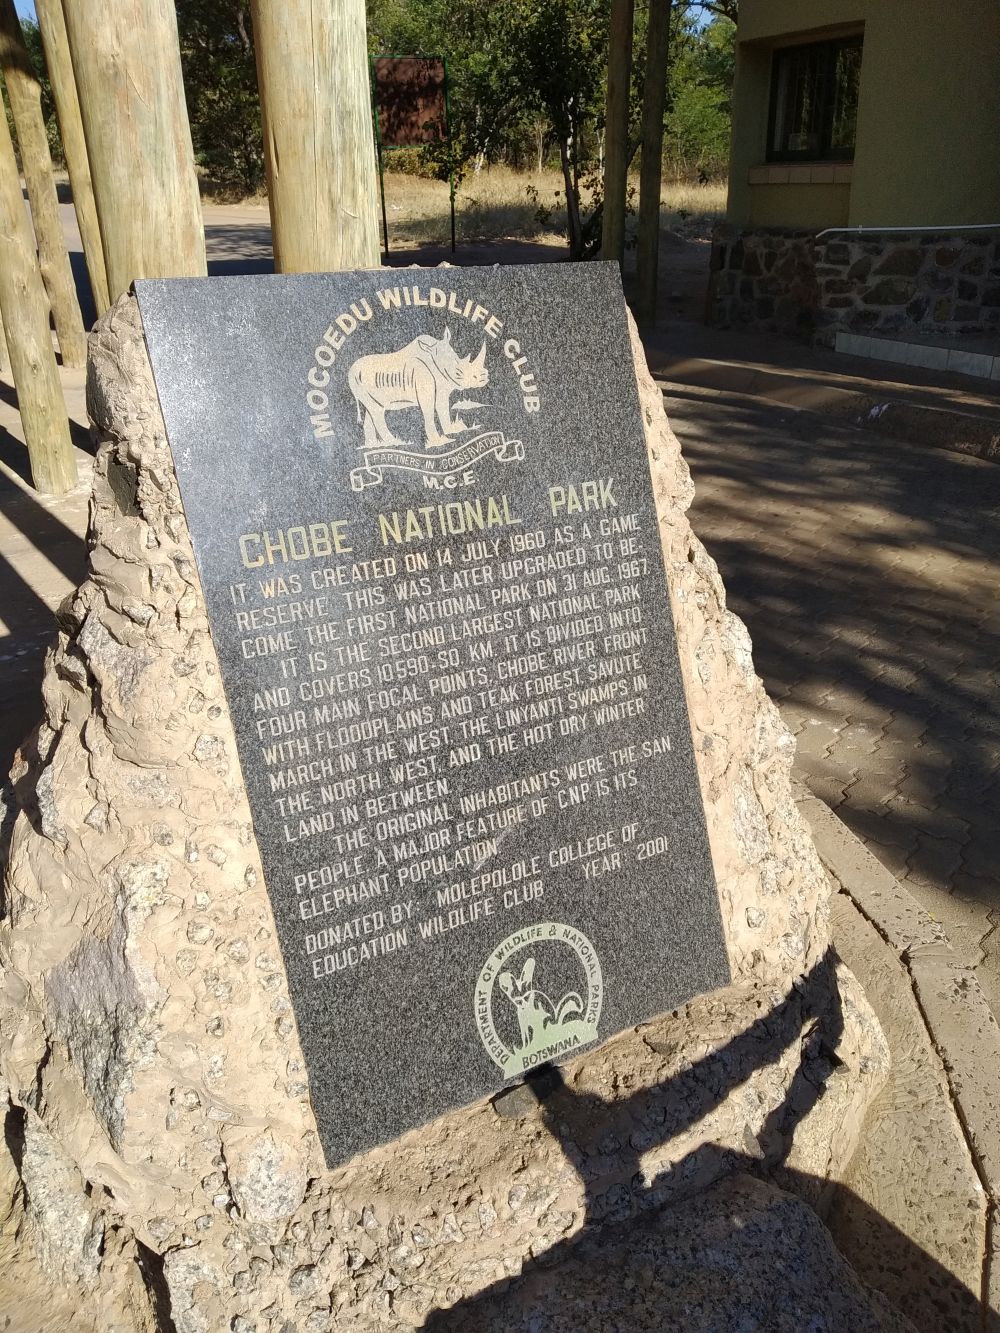 MOCOEDU WILDLIFE CLUB
PARTNERS IN CONSERVATION
M.C.E
CHOBE NATIONAL PARK
IT WAS CREATED ON 14 JULY 1960 AS A GAME
RESERVE. THIS WAS LATER UPGRADED TO BE-
COME THE FIRST NATIONAL PARK ON 31 AUG. 1967.
IT IS THE SECOND LARGEST NATIONAL PARK
AND COVERS 10 590. SQ. KM. IT IS DIVIDED INTO
FOUR MAIN FOCAL POINTS, CHOBE RIVER FRONT
WITH FLOODPLAINS AND TEAK FOREST, SAVUTE
MARCH IN THE WEST, THE LINYANTI SWAMPS IN
THE NORTH WEST, AND THE HOT DRY WINTER
LAND IN BETWEEN.
THE ORIGINAL INHABITANTS WERE THE SAN
PEOPLE, A MAJOR FEATURE OF CNP IS ITS
ELEPHANT POPULATION.
DONATED BY: MOLEPOLOLE COLLEGE OF
EDUCATION WILDLIFE CLUB YEAR: 2001
DEPARTMENT OF WILDLIFE & NATIONAL PARKS
BOTSWANA